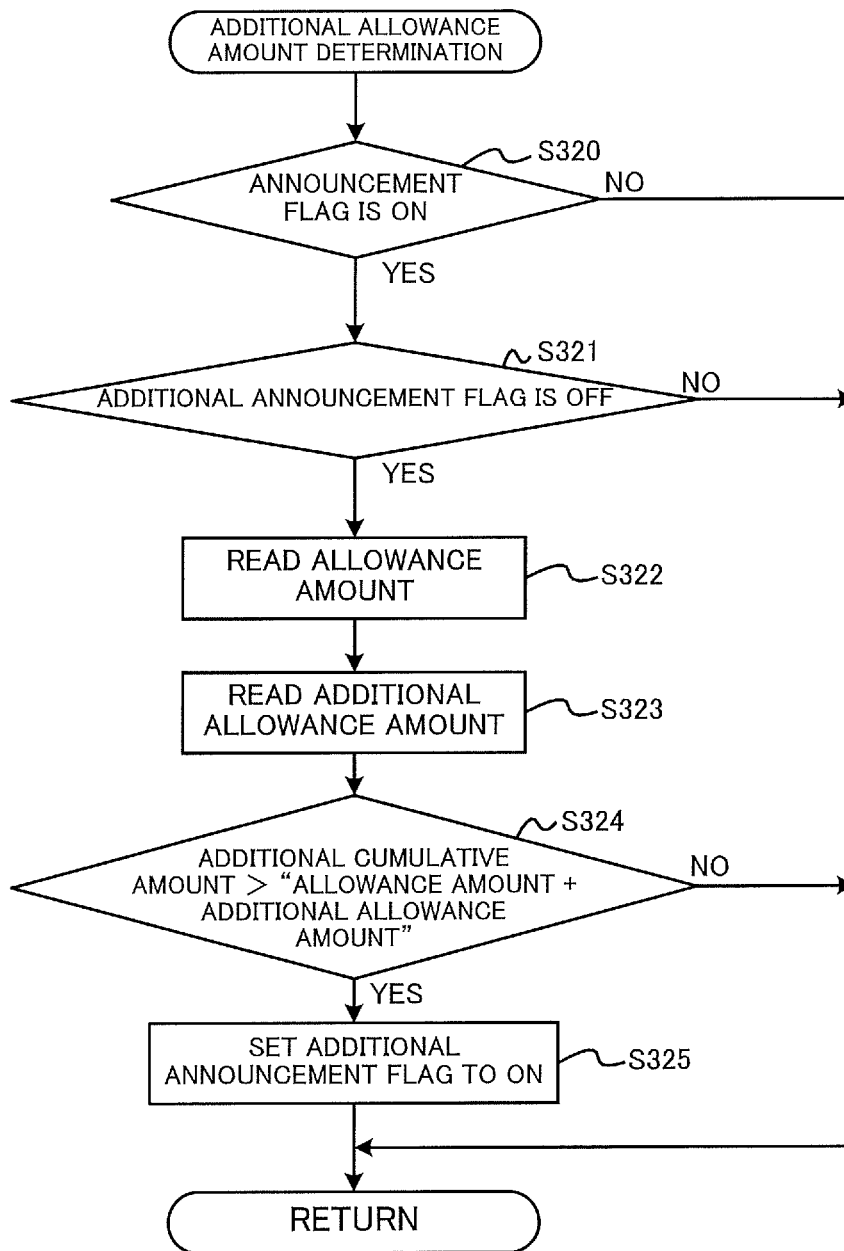 ADDITIONAL ALLOWANCE
AMOUNT DETERMINATION
S320
ANNOUNCEMENT
FLAG IS ON
NO
YES
S321
ADDITIONAL ANNOUNCEMENT FLAG IS OFF
NO
YES
READ ALLOWANCE
AMOUNT
S322
READ ADDITIONAL
ALLOWANCE AMOUNT
S323
S324
ADDITIONAL CUMULATIVE
AMOUNT > “ALLOWANCE AMOUNT +
ADDITIONAL ALLOWANCE
AMOUNT”
NO
YES
SET ADDITIONAL
ANNOUNCEMENT FLAG TO ON
S325
RETURN